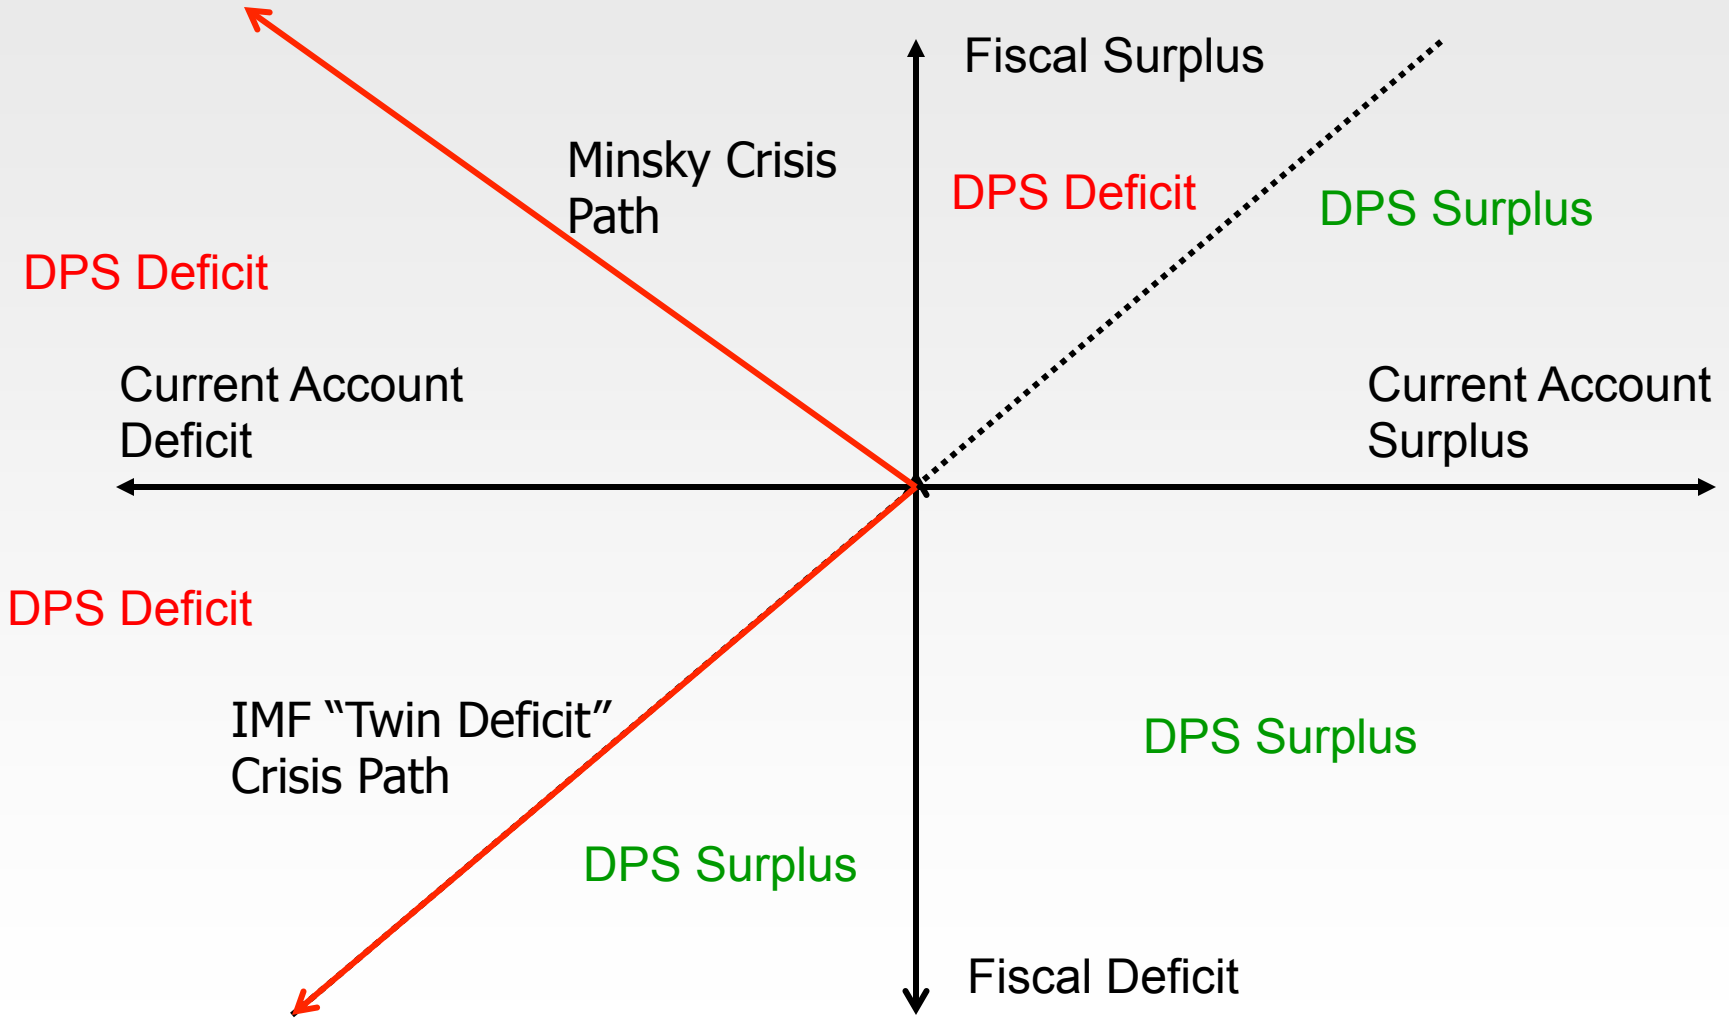 Fiscal Surplus
Minsky Crisis
Path
DPS Deficit
DPS Surplus
DPS Deficit
Current Account
Deficit
Current Account
Surplus
DPS Deficit
IMF “Twin Deficit”
Crisis Path
DPS Surplus
DPS Surplus
Fiscal Deficit